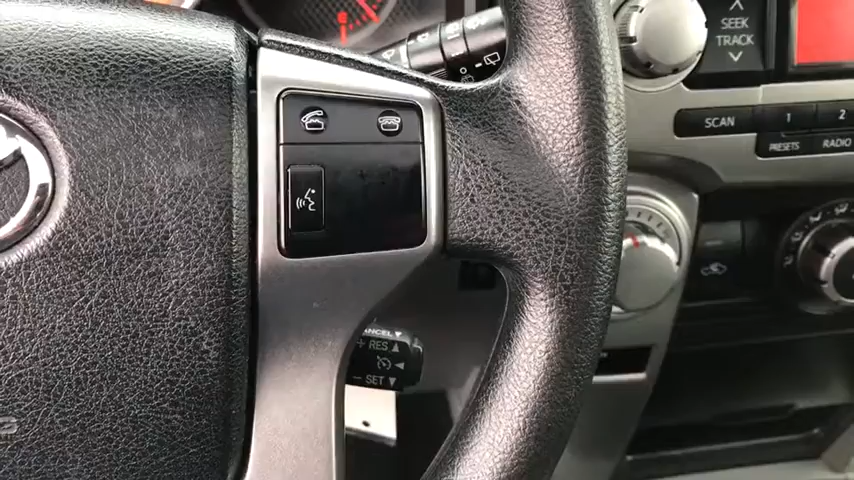 SEEK
TRACK
SCAN
1
2
PRESETS
RADIO
CANCEL ▼
+ RES ▲
- SET ▼